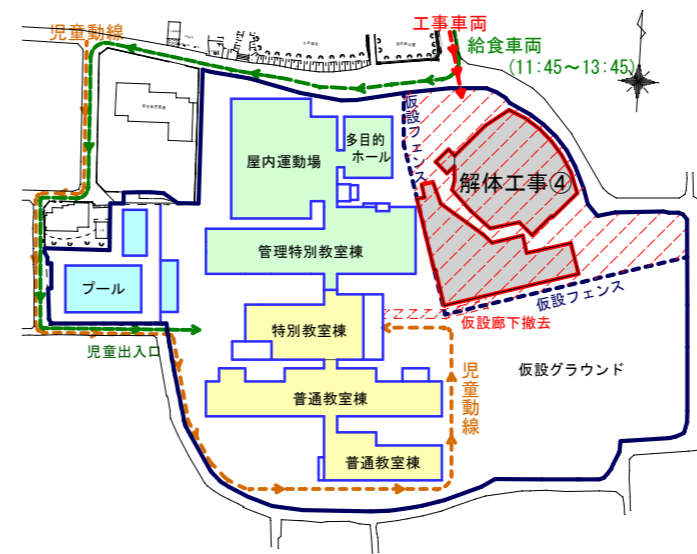 児童動線
工事車両
給食車両
(11:45～13:45)
仮設フェンス
屋内運動場
多目的
ホール
解体工事④
管理特別教室棟
プール
仮設フェンス
仮設廊下撤去
特別教室棟
児童出入口
児童動線
仮設グラウンド
普通教室棟
普通教室棟